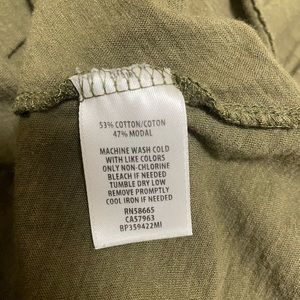 53% COTTON/COTON
47% MODAL
MACHINE WASH COLD
WITH LIKE COLORS
ONLY NON-CHLORINE
BLEACH IF NEEDED
TUMBLE DRY LOW
REMOVE PROMPTLY
COOL IRON IF NEEDED
RN58665
CA57963
BP359422MI